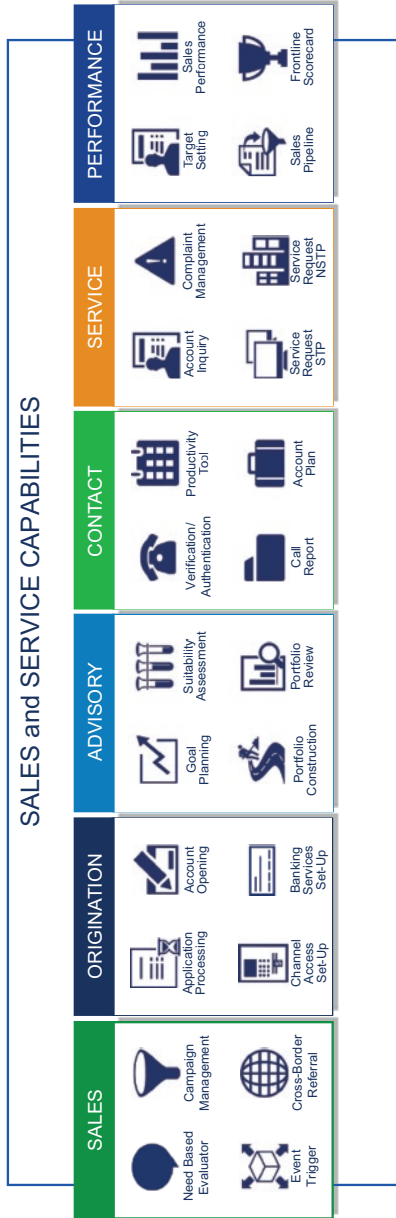 SALES and SERVICE CAPABILITIES
SALES
Need Based
Evaluator
Campaign
Management
Event
Trigger
Cross-Border
Referral
ORIGINATION
Application
Processing
Account
Opening
Channel
Access
Set-Up
Banking
Services
Set-Up
ADVISORY
Goal
Planning
Suitability
Assessment
Portfolio
Construction
Portfolio
Review
CONTACT
Verification/
Authentication
Productivity
Tool
Call
Report
Account
Plan
SERVICE
Account
Inquiry
Complaint
Management
Service
Request
STP
Service
Request
NSTP
PERFORMANCE
Target
Setting
Sales
Performance
Sales
Pipeline
Frontline
Scorecard